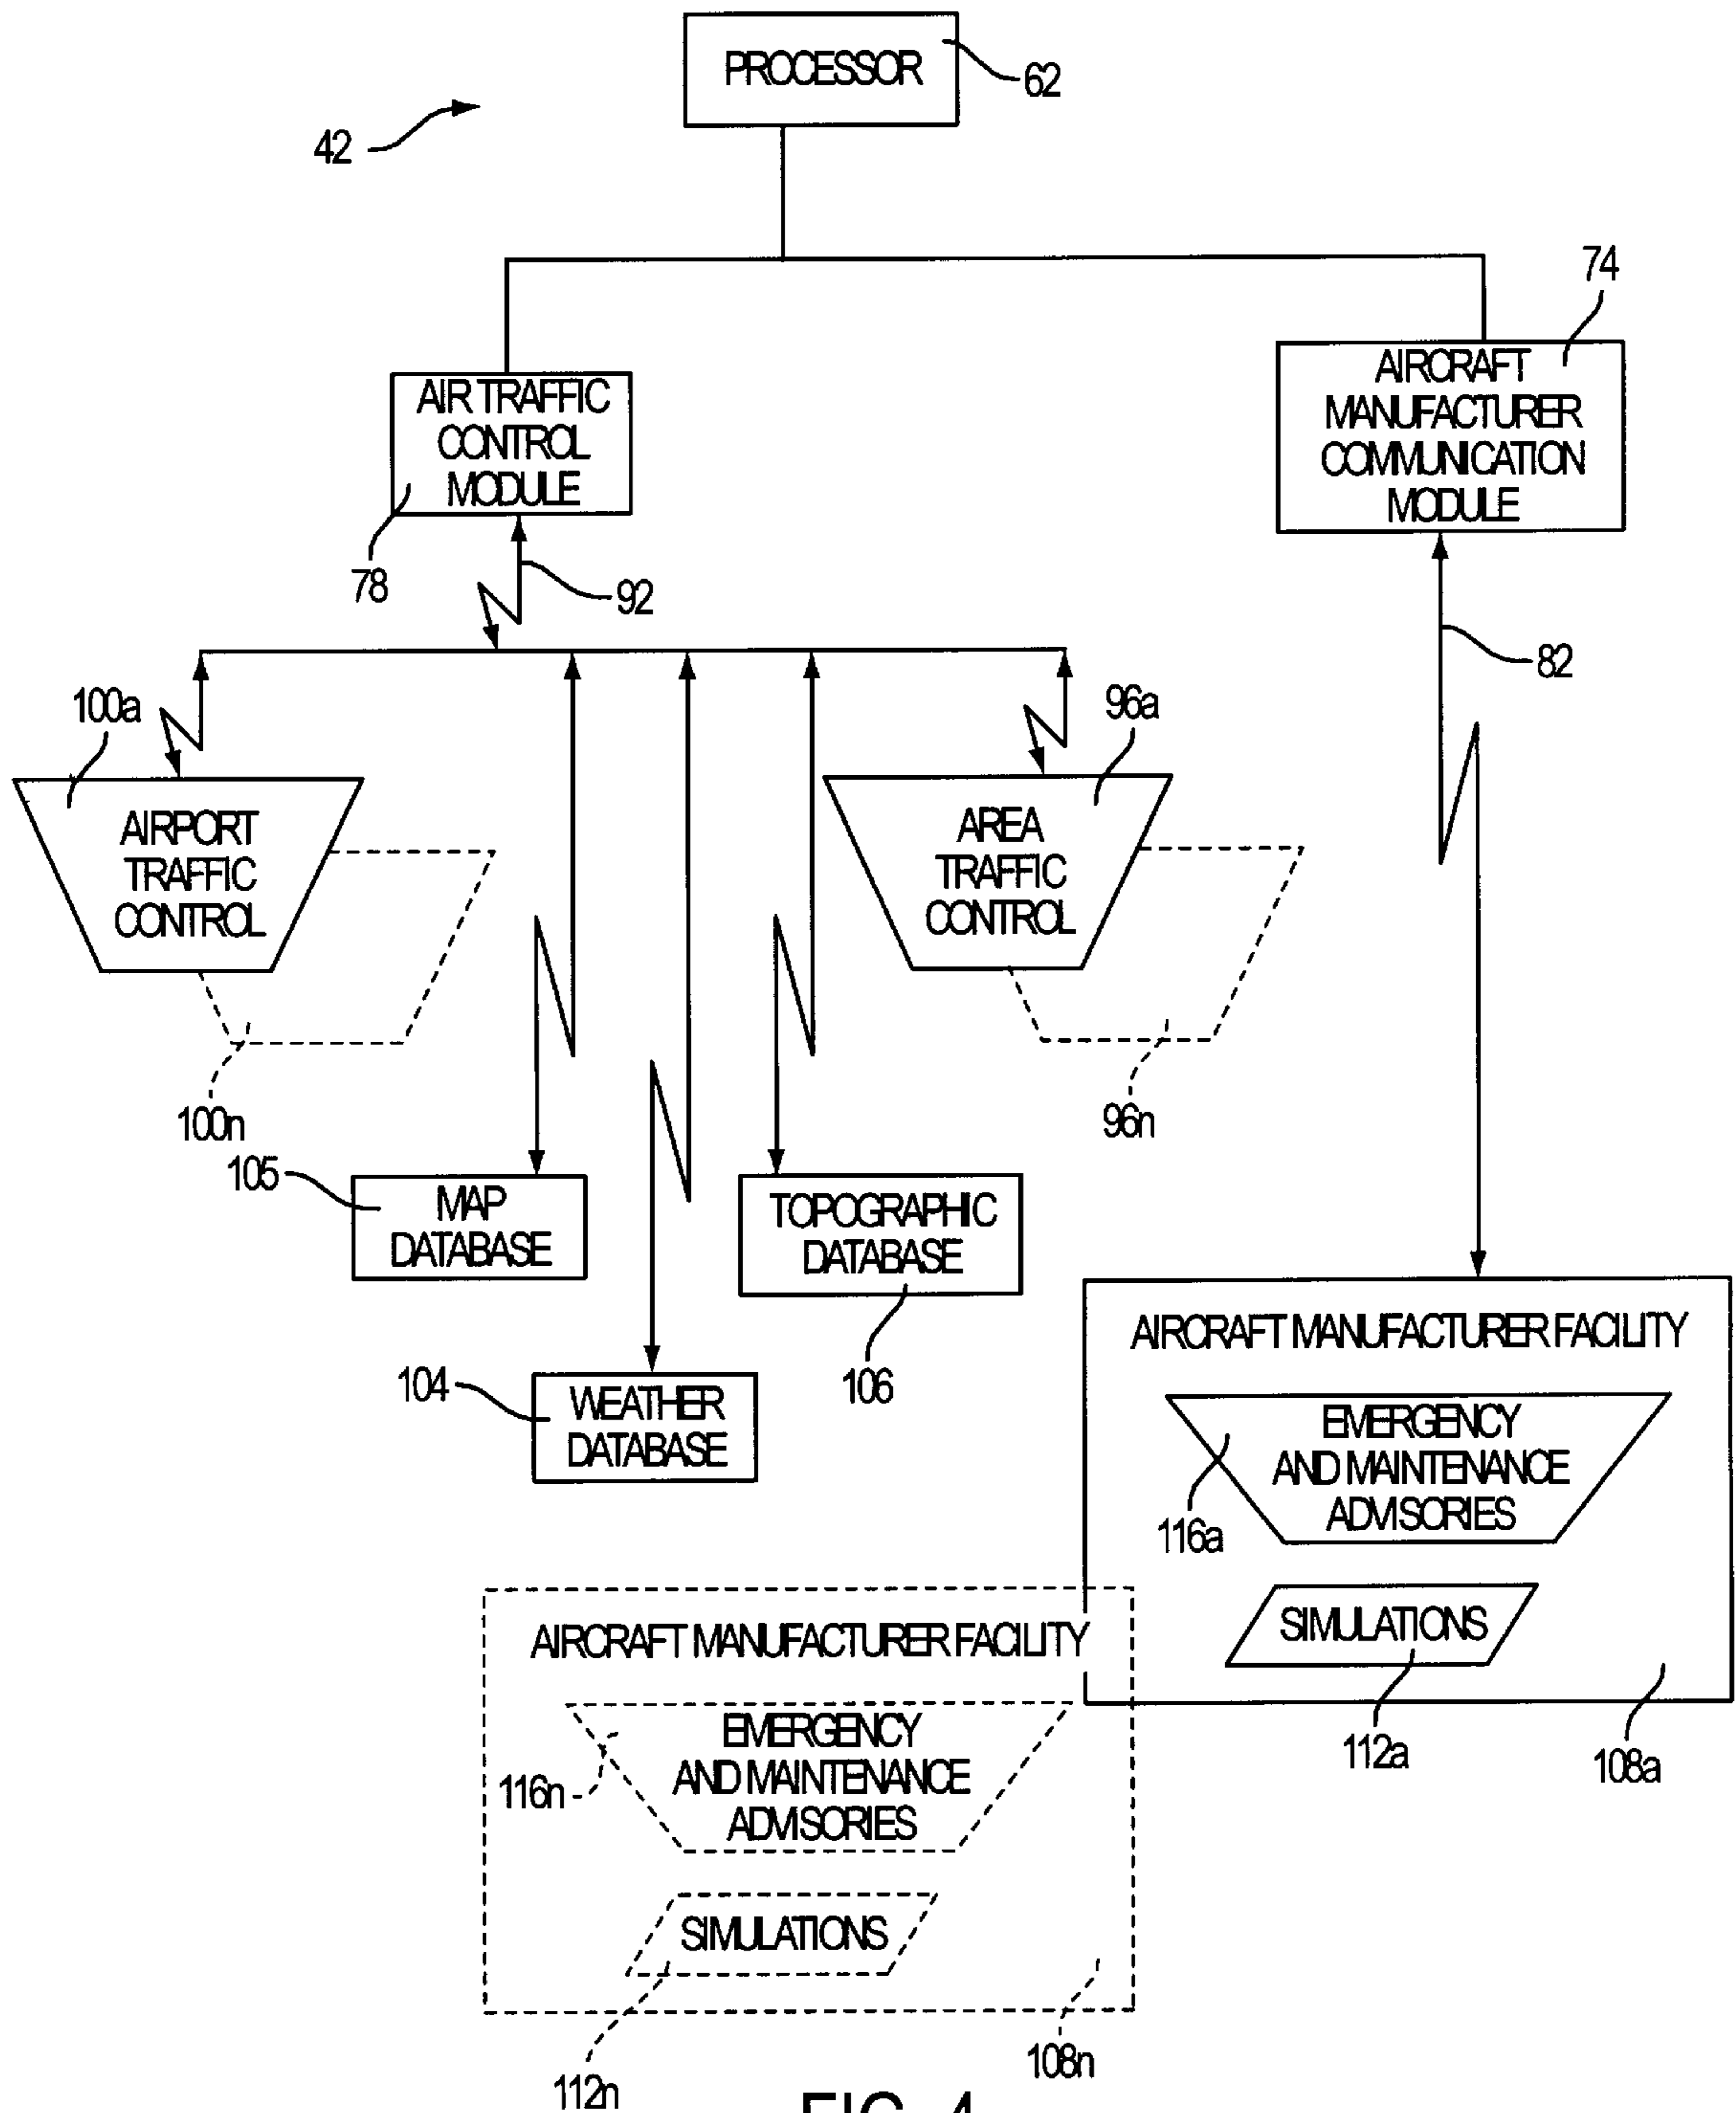 PROCESSOR
62
42
74
AIR TRAFFIC
CONTROL
MODULE
AIRCRAFT
MANUFACTURER
COMMUNICATION
MODULE
78
92
82
100a
96a
AIRPORT
TRAFFIC
CONTROL
AREA
TRAFFIC
CONTROL
100n
96n
105
MAP
DATABASE
TOPOGRAPHIC
DATABASE
106
104
WEATHER
DATABASE
AIRCRAFT MANUFACTURER FACILITY
EMERGENCY
AND MAINTENANCE
ADVISORIES
116a
SIMULATIONS
112a
108a
AIRCRAFT MANUFACTURER FACILITY
EMERGENCY
AND MAINTENANCE
ADVISORIES
116n
SIMULATIONS
112n
108n
FIG. 4